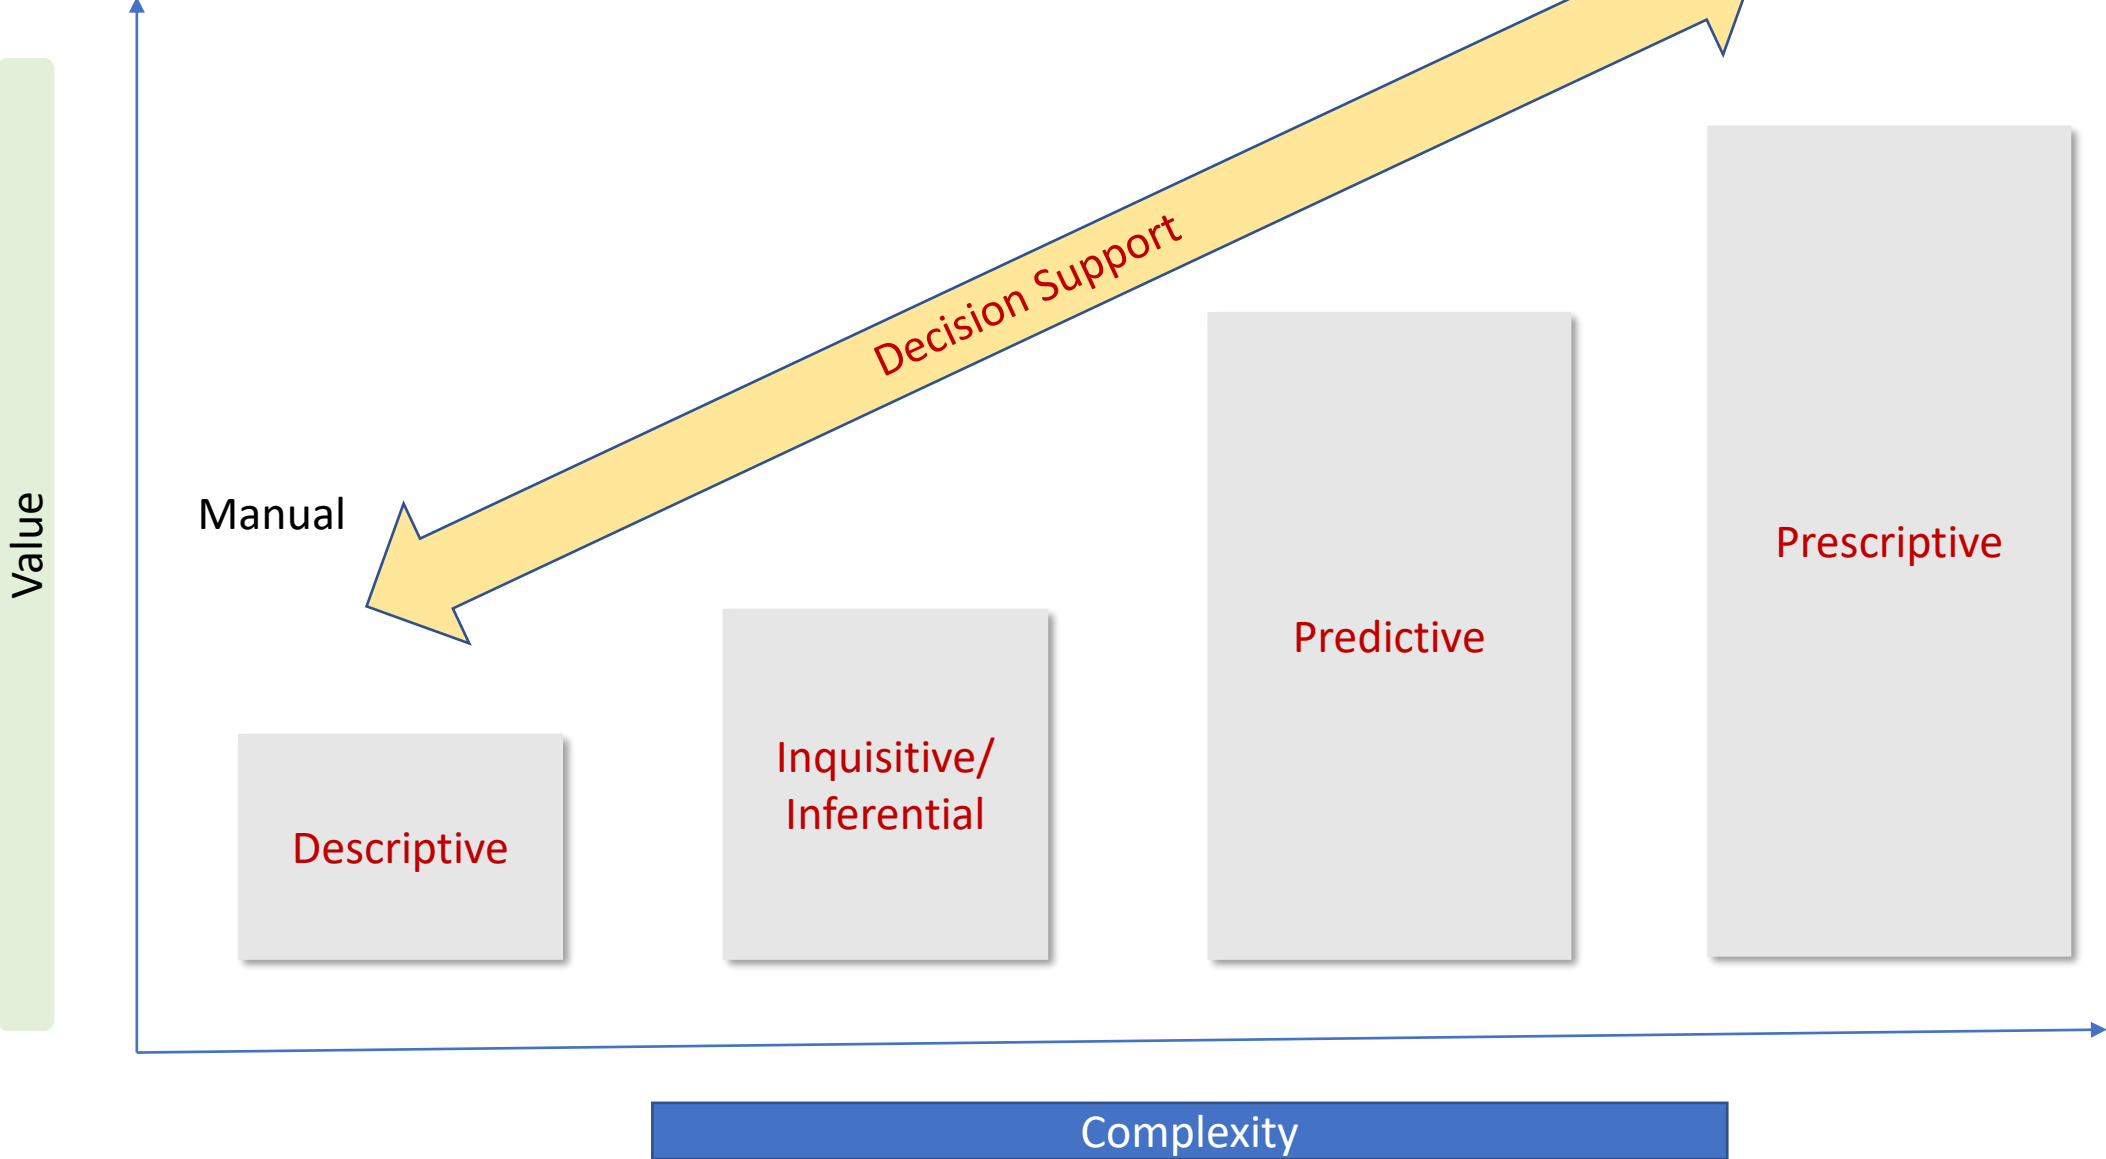 Value
Decision Support
Manual
Prescriptive
Predictive
Inquisitive/
Inferential
Descriptive
Complexity